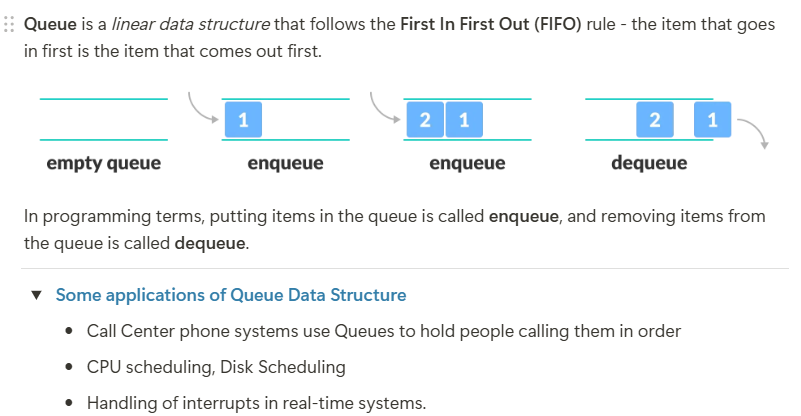 Queue is a linear data structure that follows the First In First Out (FIFO) rule - the item that goes
in first is the item that comes out first.
1 2 1 2 1
empty queue enqueue enqueue dequeue
In programming terms, putting items in the queue is called enqueue, and removing items from
the queue is called dequeue.
▼ Some applications of Queue Data Structure
• Call Center phone systems use Queues to hold people calling them in order
• CPU scheduling, Disk Scheduling
• Handling of interrupts in real-time systems.